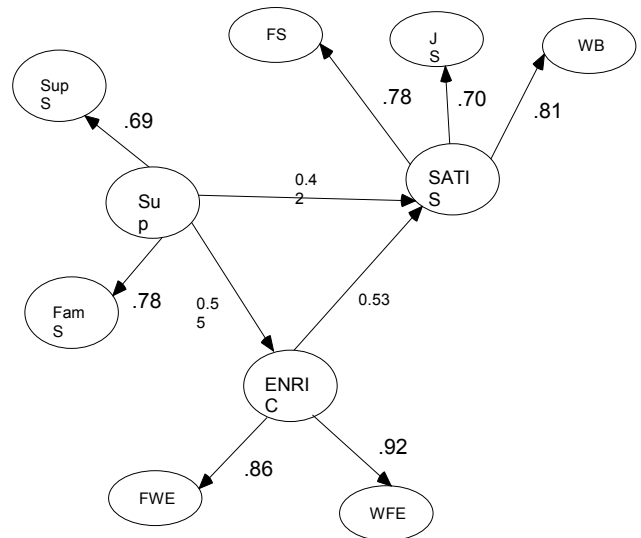 FS
J
S
WB
Sup
S
.69
.78
.70
.81
SATI
S
0.4
2
Su
p
Fam
S
.78
0.5
5
0.53
ENRI
C
.86
.92
FWE
WFE